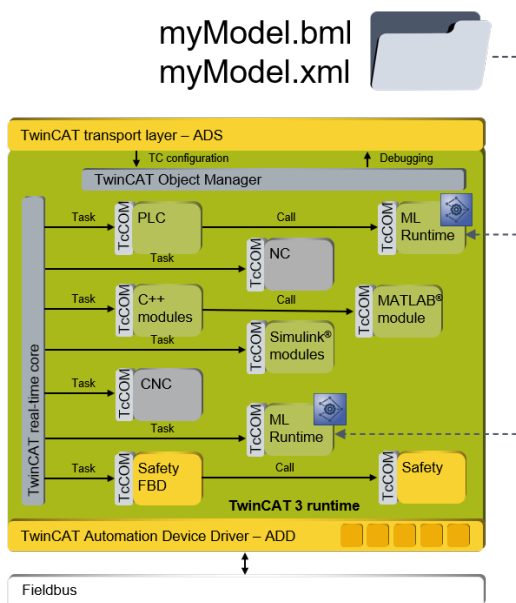 myModel.bml
myModel.xml
TwinCAT transport layer – ADS
TC configuration
Debugging
TwinCAT Object Manager
TwinCAT real-time core
Task
TcCOM
PLC
Call
TcCOM
ML
Runtime
Task
TcCOM
NC
Task
TcCOM
C++
modules
Call
TcCOM
MATLAB®
module
Task
TcCOM
Simulink®
modules
Task
TcCOM
CNC
Task
TcCOM
ML
Runtime
Task
TcCOM
Safety
FBD
Call
TcCOM
Safety
TwinCAT 3 runtime
TwinCAT Automation Device Driver – ADD
Fieldbus